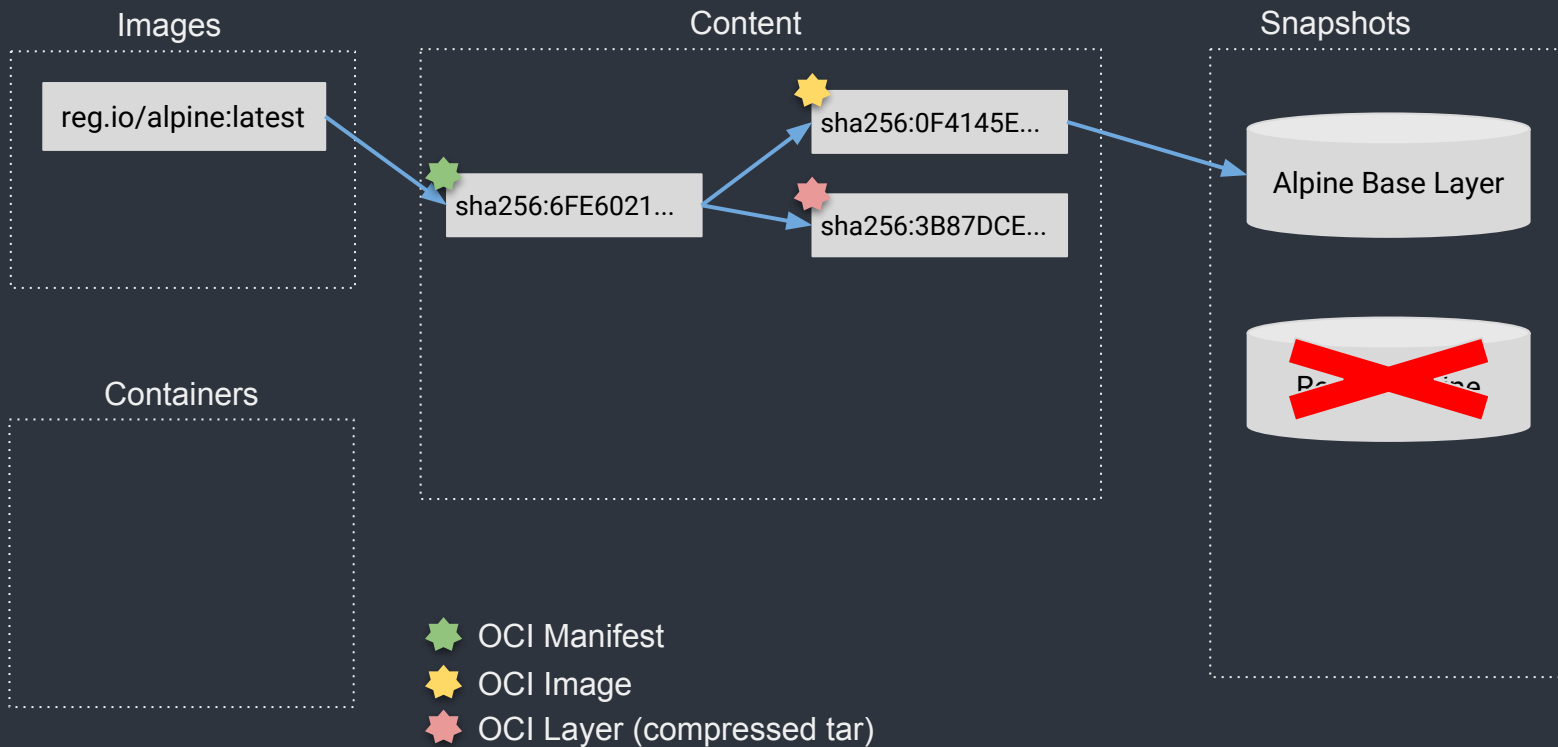 Images
Content
Snapshots
reg.io/alpine:latest
sha256:0F4145E...
sha256:6FE6021...
sha256:3B87DCE...
Alpine Base Layer
Containers
OCI Manifest
OCI Image
OCI Layer (compressed tar)